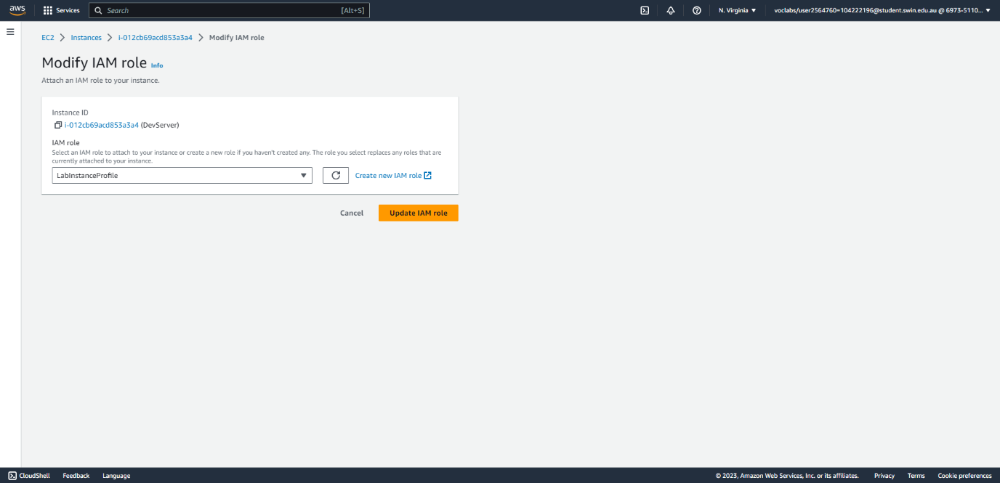 aws Services Search [Alt+S] N. Virginia voclabs/user2564760=104222196@student.swin.edu.au @ 6973-5110...
EC2 Instances i-012cb69acd853a3a4 Modify IAM role
Modify IAM role Info
Attach an IAM role to your instance.
Instance ID
i-012cb69acd853a3a4 (DevServer)
IAM role
Select an IAM role to attach to your instance or create a new role if you haven't created any. The role you select replaces any roles that are
currently attached to your instance.
LabInstanceProfile Create new IAM role
Cancel Update IAM role
CloudShell Feedback Language © 2023, Amazon Web Services, Inc. or its affiliates. Privacy Terms Cookie preferences